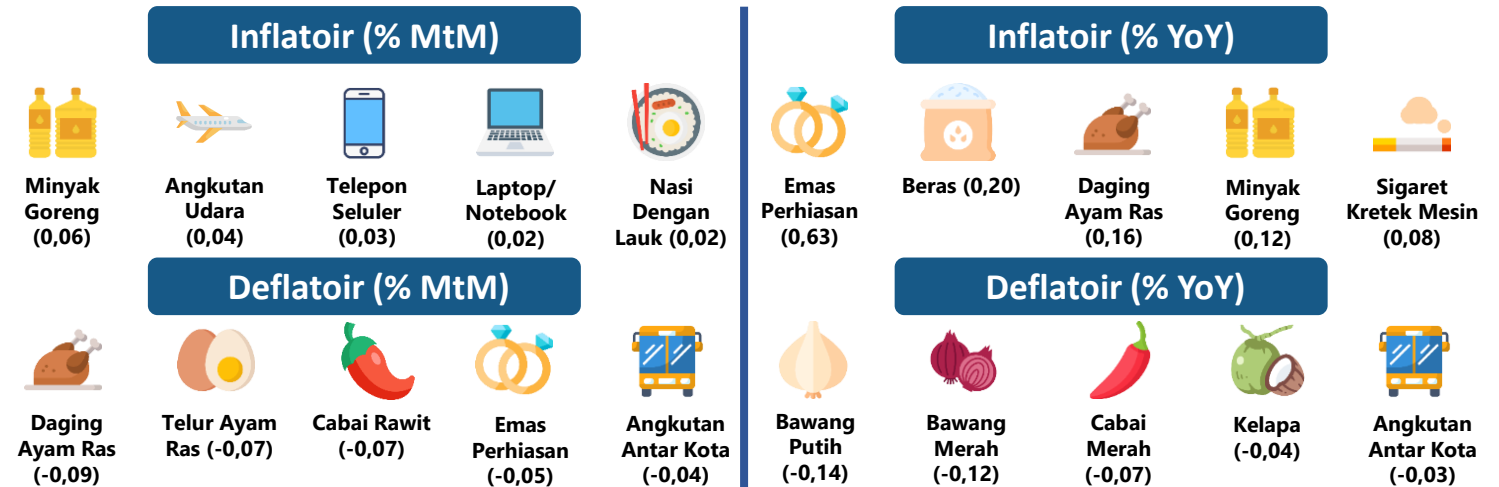 Inflatoir (% MtM)
Minyak
Goreng
(0,06)
Angkutan
Udara
(0,04)
Telepon
Seluler
(0,03)
Laptop/
Notebook
(0,02)
Nasi
Dengan
Lauk (0,02)
Deflatoir (% MtM)
Daging
Ayam Ras
(-0,09)
Telur Ayam
Ras (-0,07)
Cabai Rawit
(-0,07)
Emas
Perhiasan
(-0,05)
Angkutan
Antar Kota
(-0,04)
Inflatoir (% YoY)
Emas
Perhiasan
(0,63)
Beras (0,20)
Daging
Ayam Ras
(0,16)
Minyak
Goreng
(0,12)
Sigaret
Kretek Mesin
(0,08)
Deflatoir (% YoY)
Bawang
Putih
(-0,14)
Bawang
Merah
(-0,12)
Cabai
Merah
(-0,07)
Kelapa
(-0,04)
Angkutan
Antar Kota
(-0,03)